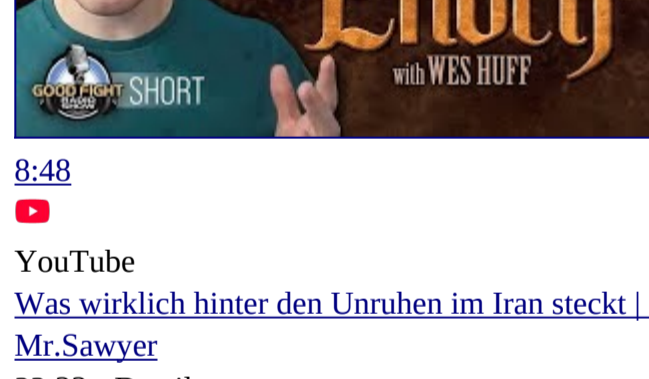 Enoch
with WES HUFF
GOOD FIGHT
RADIO SHOW
SHORT
8:48
YouTube
Was wirklich hinter den Unruhen im Iran steckt |
Mr.Sawyer